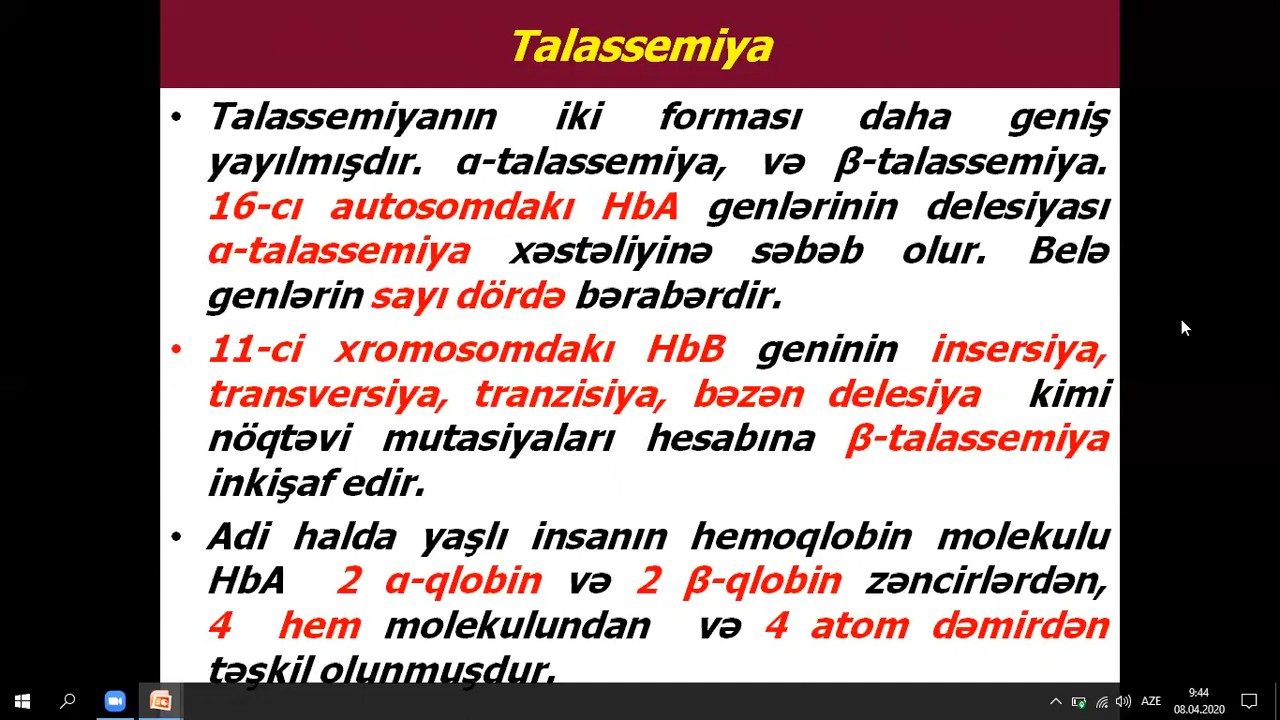 Talassemiya
• Talassemiyanın iki forması daha geniş
yayılmışdır. α-talassemiya, və β-talassemiya.
16-cı autosomdakı HbA genlərinin delesiyası
α-talassemiya xəstəliyinə səbəb olur. Belə
genlərin sayı dördə bərabərdir.
• 11-ci xromosomdakı HbB geninin insersiya,
transversiya, tranzisiya, bəzən delesiya kimi
nöqtəvi mutasiyaları hesabına β-talassemiya
inkişaf edir.
• Adi halda yaşlı insanın hemoqlobin molekulu
HbA 2 α-qlobin və 2 β-qlobin zəncirlərdən,
4 hem molekulundan və 4 atom dəmirdən
təşkil olunmuşdur.
AZE
9:44
08.04.2020